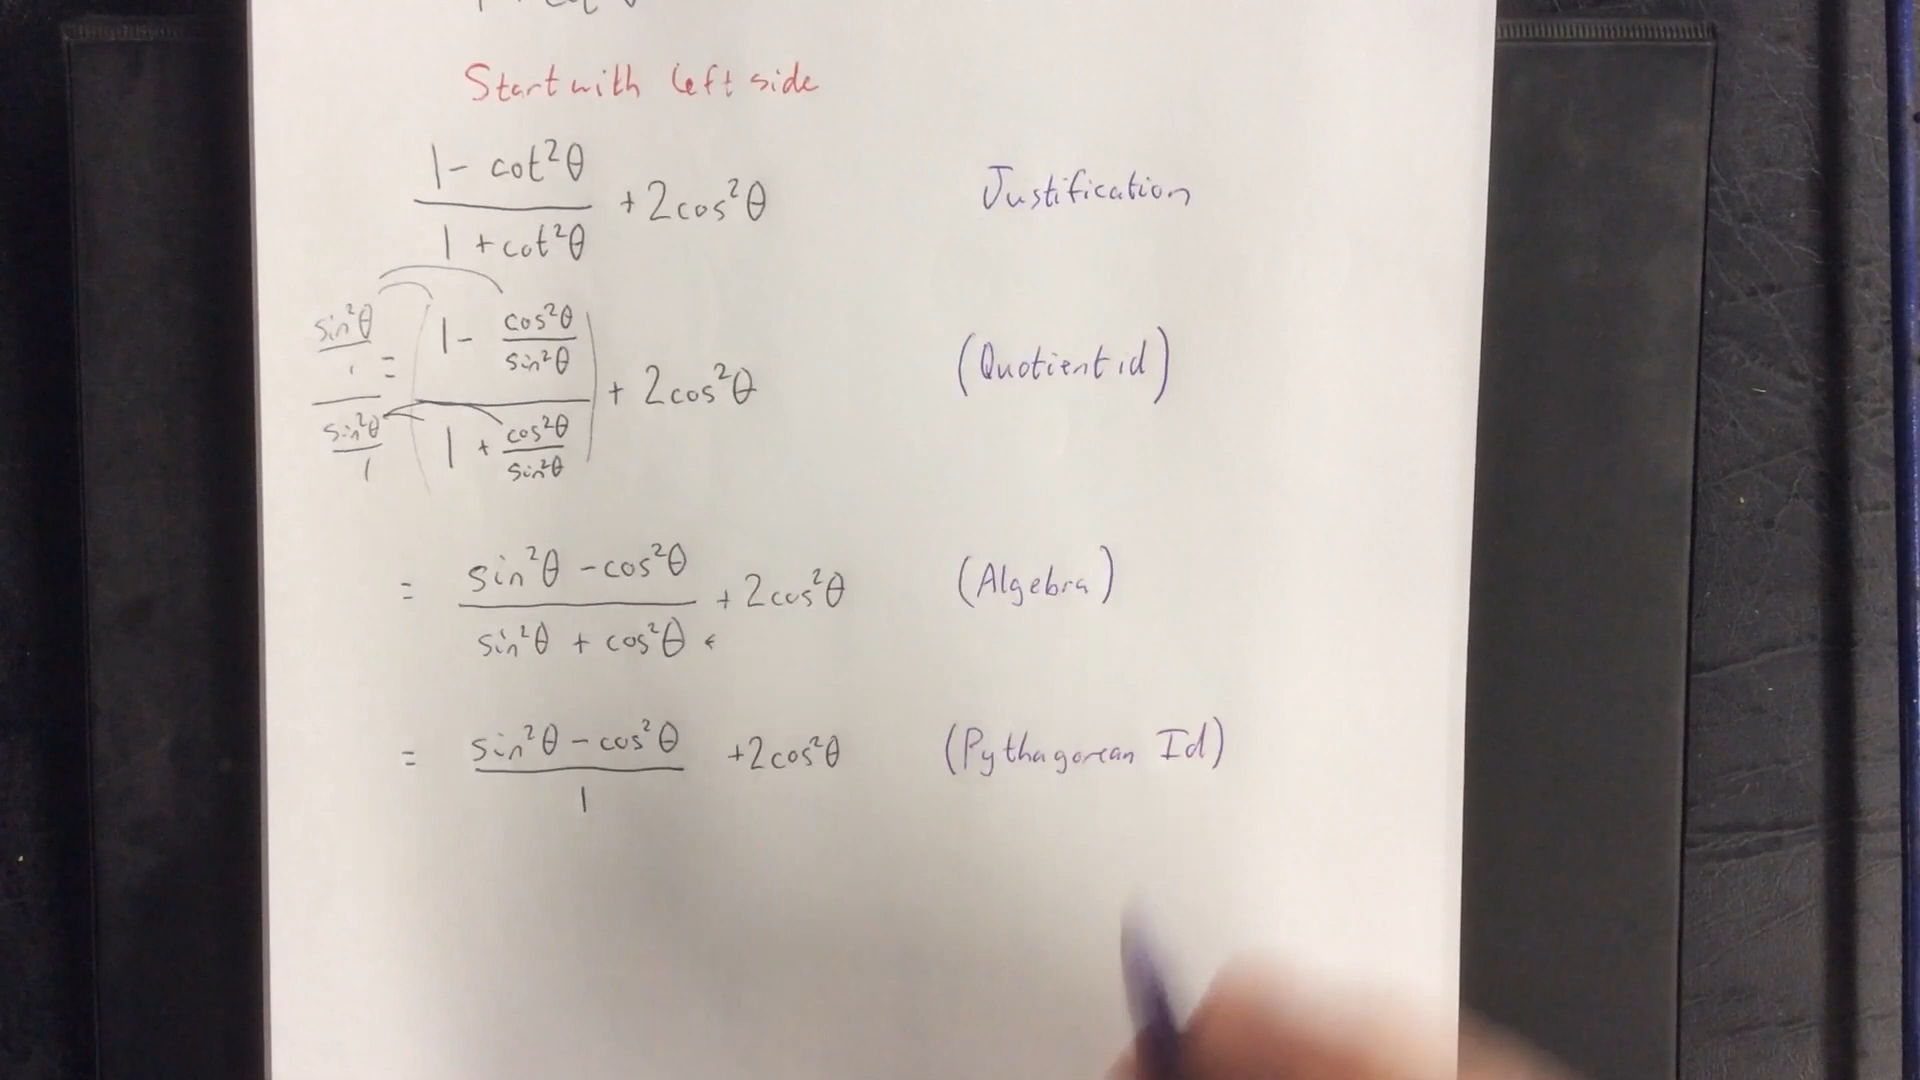 Start with left side
1 - cot²θ
1 + cot²θ
+ 2cos²θ
Justification
sin²θ
1
sin²θ
1
=
1 - cos²θ/sin²θ
1 + cos²θ/sin²θ
+ 2cos²θ
(Quotient id)
= sin²θ - cos²θ
sin²θ + cos²θ
+ 2cos²θ
(Algebra)
= sin²θ - cos²θ
1
+2cos²θ
(Pythagorean Id)